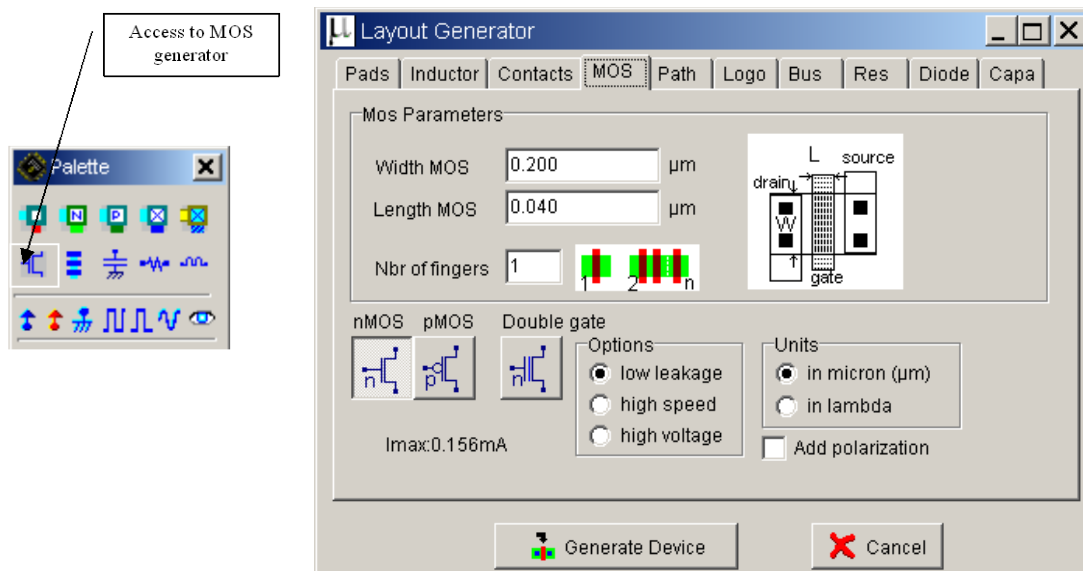 Access to MOS
generator
Palette
N
P
Layout Generator
Pads Inductor Contacts MOS Path Logo Bus Res Diode Capa
Mos Parameters
Width MOS 0.200 µm
Length MOS 0.040 µm
Nbr of fingers 1
1 2 n
L source
drain
W
gate
nMOS pMOS Double gate
n p n
Imax:0.156mA
Options
low leakage
high speed
high voltage
Units
in micron (µm)
in lambda
Add polarization
Generate Device Cancel